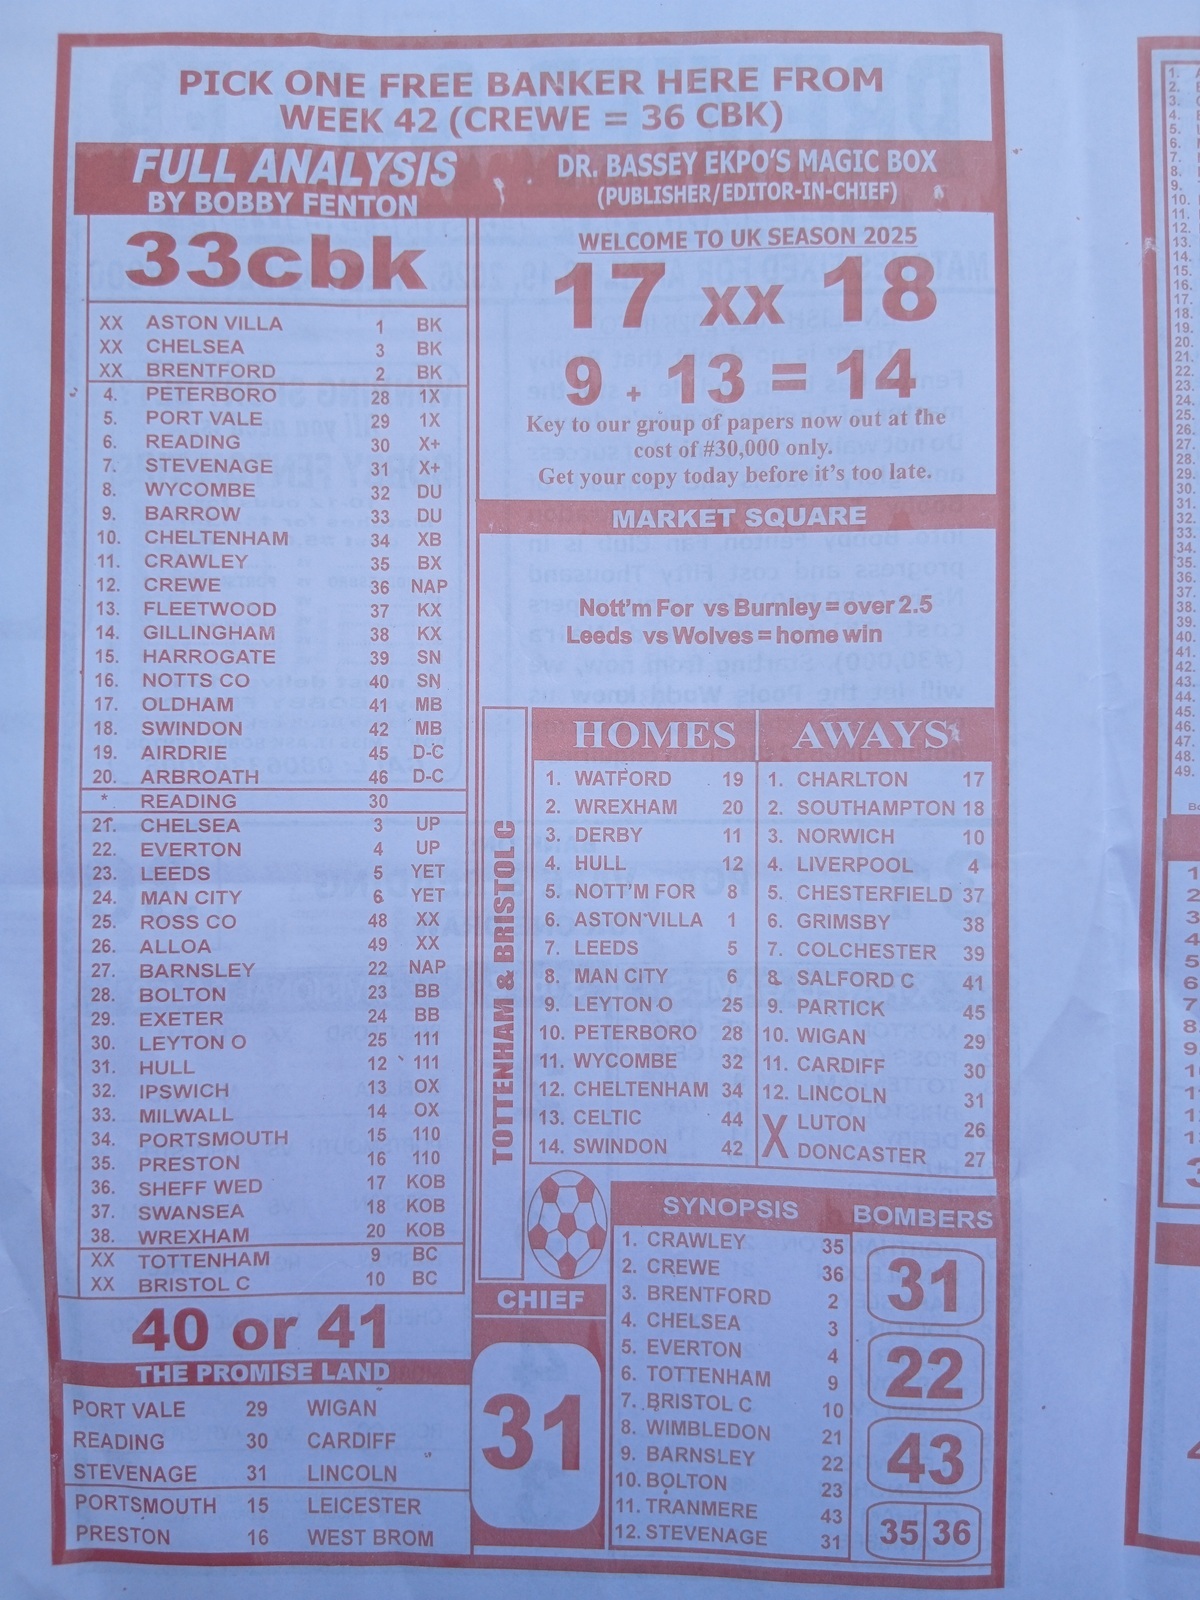 PICK ONE FREE BANKER HERE FROM
WEEK 42 (CREWE = 36 CBK)
FULL ANALYSIS
BY BOBBY FENTON
33cbk
XX ASTON VILLA 1 BK
XX CHELSEA 3 BK
XX BRENTFORD 2 BK
4. PETERBORO 28 1X
5. PORT VALE 29 1X
6. READING 30 X+
7. STEVENAGE 31 X+
8. WYCOMBE 32 DU
9. BARROW 33 DU
10. CHELTENHAM 34 XB
11. CRAWLEY 35 BX
12. CREWE 36 NAP
13. FLEETWOOD 37 KX
14. GILLINGHAM 38 KX
15. HARROGATE 39 SN
16. NOTTS CO 40 SN
17. OLDHAM 41 MB
18. SWINDON 42 MB
19. AIRDRIE 45 D-C
20. ARBROATH 46 D-C
* READING 30
21. CHELSEA 3 UP
22. EVERTON 4 UP
23. LEEDS 5 YET
24. MAN CITY 6 YET
25. ROSS CO 48 XX
26. ALLOA 49 XX
27. BARNSLEY 22 NAP
28. BOLTON 23 BB
29. EXETER 24 BB
30. LEYTON O 25 111
31. HULL 12 111
32. IPSWICH 13 OX
33. MILWALL 14 OX
34. PORTSMOUTH 15 110
35. PRESTON 16 110
36. SHEFF WED 17 KOB
37. SWANSEA 18 KOB
38. WREXHAM 20 KOB
XX TOTTENHAM 9 BC
XX BRISTOL C 10 BC
40 or 41
THE PROMISE LAND
PORT VALE 29 WIGAN
READING 30 CARDIFF
STEVENAGE 31 LINCOLN
PORTSMOUTH 15 LEICESTER
PRESTON 16 WEST BROM
DR. BASSEY EKPO'S MAGIC BOX
(PUBLISHER/EDITOR-IN-CHIEF)
WELCOME TO UK SEASON 2025
17 xx 18
9 + 13 = 14
Key to our group of papers now out at the
cost of #30,000 only.
Get your copy today before it's too late.
MARKET SQUARE
Nott'm For vs Burnley = over 2.5
Leeds vs Wolves = home win
TOTTENHAM & BRISTOL C
HOMES
1. WATFORD 19
2. WREXHAM 20
3. DERBY 11
4. HULL 12
5. NOTT'M FOR 8
6. ASTON VILLA 1
7. LEEDS 5
8. MAN CITY 6
9. LEYTON O 25
10. PETERBORO 28
11. WYCOMBE 32
12. CHELTENHAM 34
13. CELTIC 44
14. SWINDON 42
AWAYS
1. CHARLTON 17
2. SOUTHAMPTON 18
3. NORWICH 10
4. LIVERPOOL 4
5. CHESTERFIELD 37
6. GRIMSBY 38
7. COLCHESTER 39
8. SALFORD C 41
9. PARTICK 45
10. WIGAN 29
11. CARDIFF 30
12. LINCOLN 31
X LUTON 26
DONCASTER 27
CHIEF
31
SYNOPSIS
1. CRAWLEY 35
2. CREWE 36
3. BRENTFORD 2
4. CHELSEA 3
5. EVERTON 4
6. TOTTENHAM 9
7. BRISTOL C 10
8. WIMBLEDON 21
9. BARNSLEY 22
10. BOLTON 23
11. TRANMERE 43
12. STEVENAGE 31
BOMBERS
31
22
43
35 36